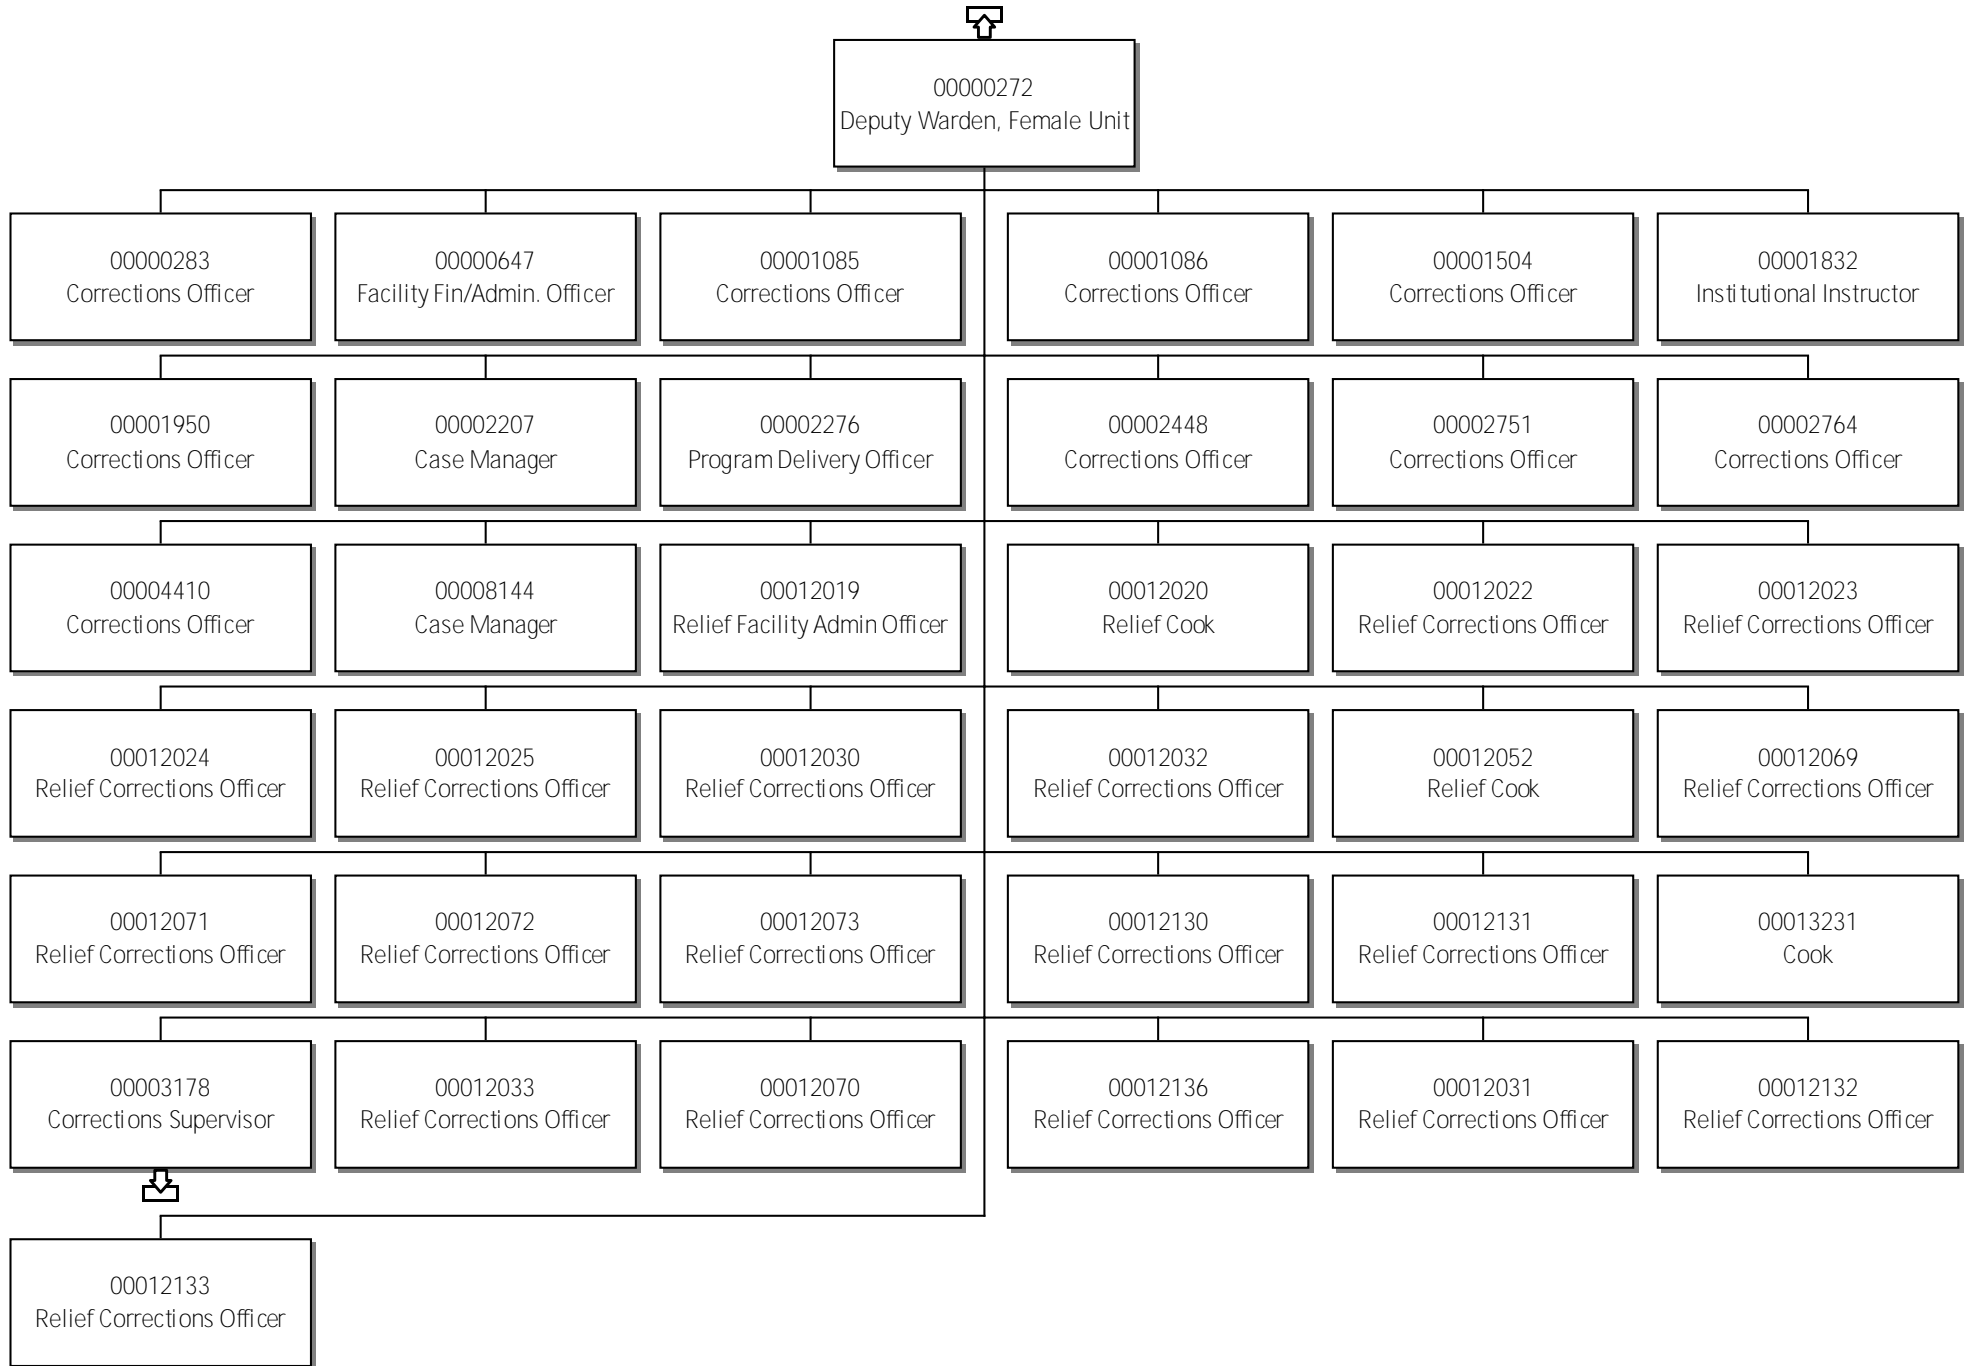 00000272
Deputy Warden, Female Unit
00000283
Corrections Officer
00000647
Facility Fin/Admin. Officer
00001085
Corrections Officer
00001086
Corrections Officer
00001504
Corrections Officer
00001832
Institutional Instructor
00001950
Corrections Officer
00002207
Case Manager
00002276
Program Delivery Officer
00002448
Corrections Officer
00002751
Corrections Officer
00002764
Corrections Officer
00004410
Corrections Officer
00008144
Case Manager
00012019
Relief Facility Admin Officer
00012020
Relief Cook
00012022
Relief Corrections Officer
00012023
Relief Corrections Officer
00012024
Relief Corrections Officer
00012025
Relief Corrections Officer
00012030
Relief Corrections Officer
00012032
Relief Corrections Officer
00012052
Relief Cook
00012069
Relief Corrections Officer
00012071
Relief Corrections Officer
00012072
Relief Corrections Officer
00012073
Relief Corrections Officer
00012130
Relief Corrections Officer
00012131
Relief Corrections Officer
00013231
Cook
00003178
Corrections Supervisor
00012033
Relief Corrections Officer
00012070
Relief Corrections Officer
00012136
Relief Corrections Officer
00012031
Relief Corrections Officer
00012132
Relief Corrections Officer
00012133
Relief Corrections Officer